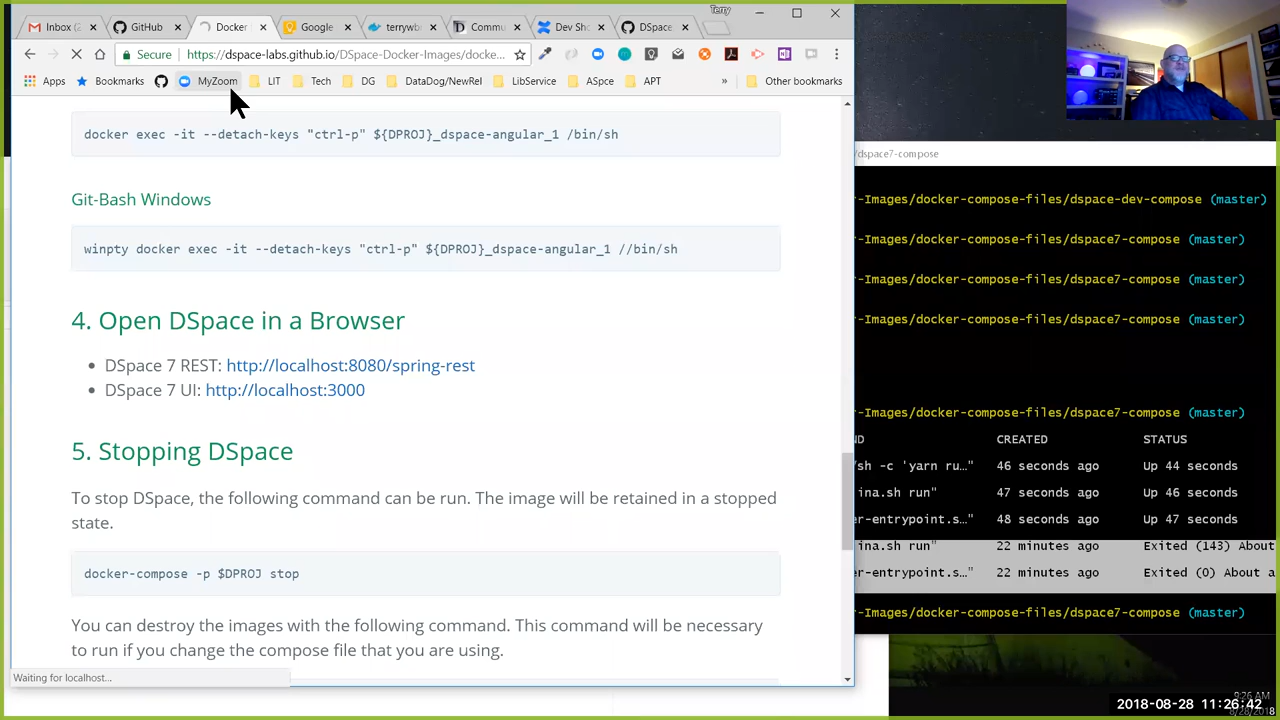 Terry
Inbox (2
GitHub
Docker
Google
terrywb
Commu
Dev Sho
DSpace
Secure
https://dspace-labs.github.io/DSpace-Docker-Images/docke...
Apps
Bookmarks
MyZoom
LIT
Tech
DG
StatDog/NewRel
LibService
ASpce
APT
»
Other bookmarks
docker exec -it --detach-keys "ctrl-p" ${DPROJ}_dspace-angular_1 /bin/sh
Git-Bash Windows
winpty docker exec -it --detach-keys "ctrl-p" ${DPROJ}_dspace-angular_1 //bin/sh
4. Open DSpace in a Browser
DSpace 7 REST: http://localhost:8080/spring-rest
DSpace 7 UI: http://localhost:3000
5. Stopping DSpace
To stop DSpace, the following command can be run. The image will be retained in a stopped
state.
docker-compose -p $DPROJ stop
You can destroy the images with the following command. This command will be necessary
to run if you change the compose file that you are using.
Waiting for localhost...
/dspace7-compose
r-Images/docker-compose-files/dspace-dev-compose (master)
r-Images/docker-compose-files/dspace7-compose (master)
r-Images/docker-compose-files/dspace7-compose (master)
r-Images/docker-compose-files/dspace7-compose (master)
r-Images/docker-compose-files/dspace7-compose (master)
ND CREATED STATUS
/sh -c 'yarn ru…" 46 seconds ago Up 44 seconds
ina.sh run" 47 seconds ago Up 46 seconds
er-entrypoint.s…" 48 seconds ago Up 47 seconds
ina.sh run" 22 minutes ago Exited (143) About
er-entrypoint.s…" 22 minutes ago Exited (0) About a
r-Images/docker-compose-files/dspace7-compose (master)
9:26 AM
2018-08-28 11:26:42